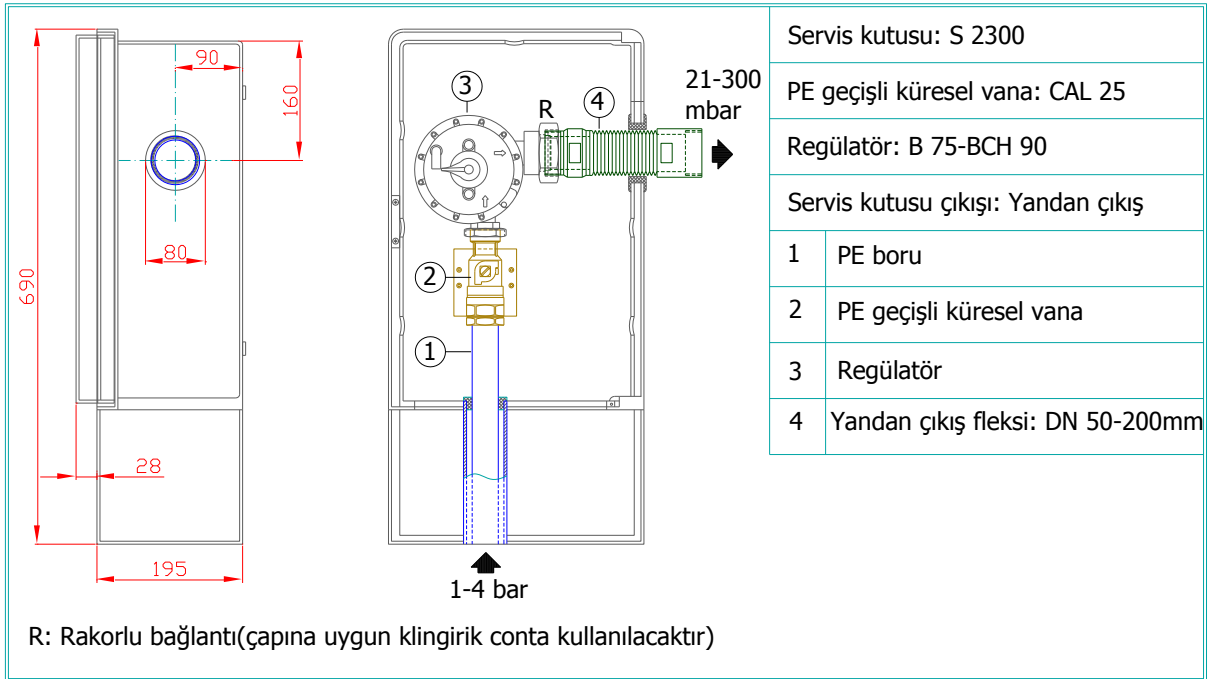 90
160
690
80
28
195
3
R
4
21-300
mbar
2
1
1-4 bar
Servis kutusu: S 2300
PE geçişli küresel vana: CAL 25
Regülatör: B 75-BCH 90
Servis kutusu çıkışı: Yandan çıkış
1 PE boru
2 PE geçişli küresel vana
3 Regülatör
4 Yandan çıkış fleksi: DN 50-200mm
R: Rakorlu bağlantı(çapına uygun klingirik conta kullanılacaktır)